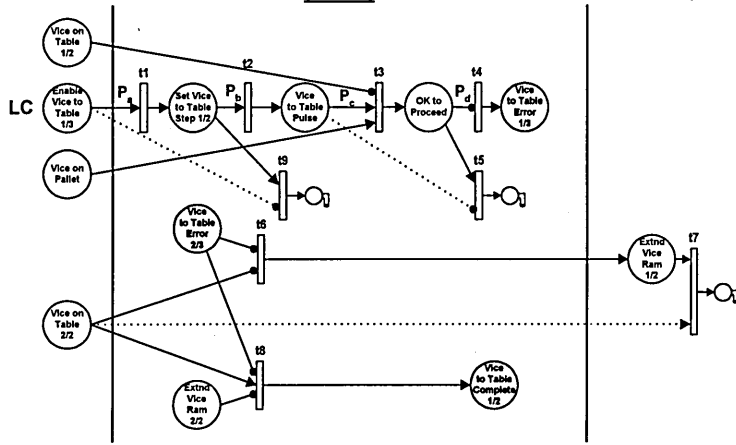 Vice on
Table
1/2
t2
t1
t3
t4
LC
Enable
Vice to
Table
1/3
Pa
Set Vice
to Table
Step 1/2
Pb
Vice
to Table
Pulse
Pc
OK to
Proceed
Pd
Vice
to Table
Error
1/3
Vice on
Pallet
t9
t5
Vice
to Table
Error
2/3
t6
Extnd
Vice
Ram
1/2
t7
Vice on
Table
2/2
t8
Extnd
Vice
Ram
2/2
Vice
to Table
Complete
1/2